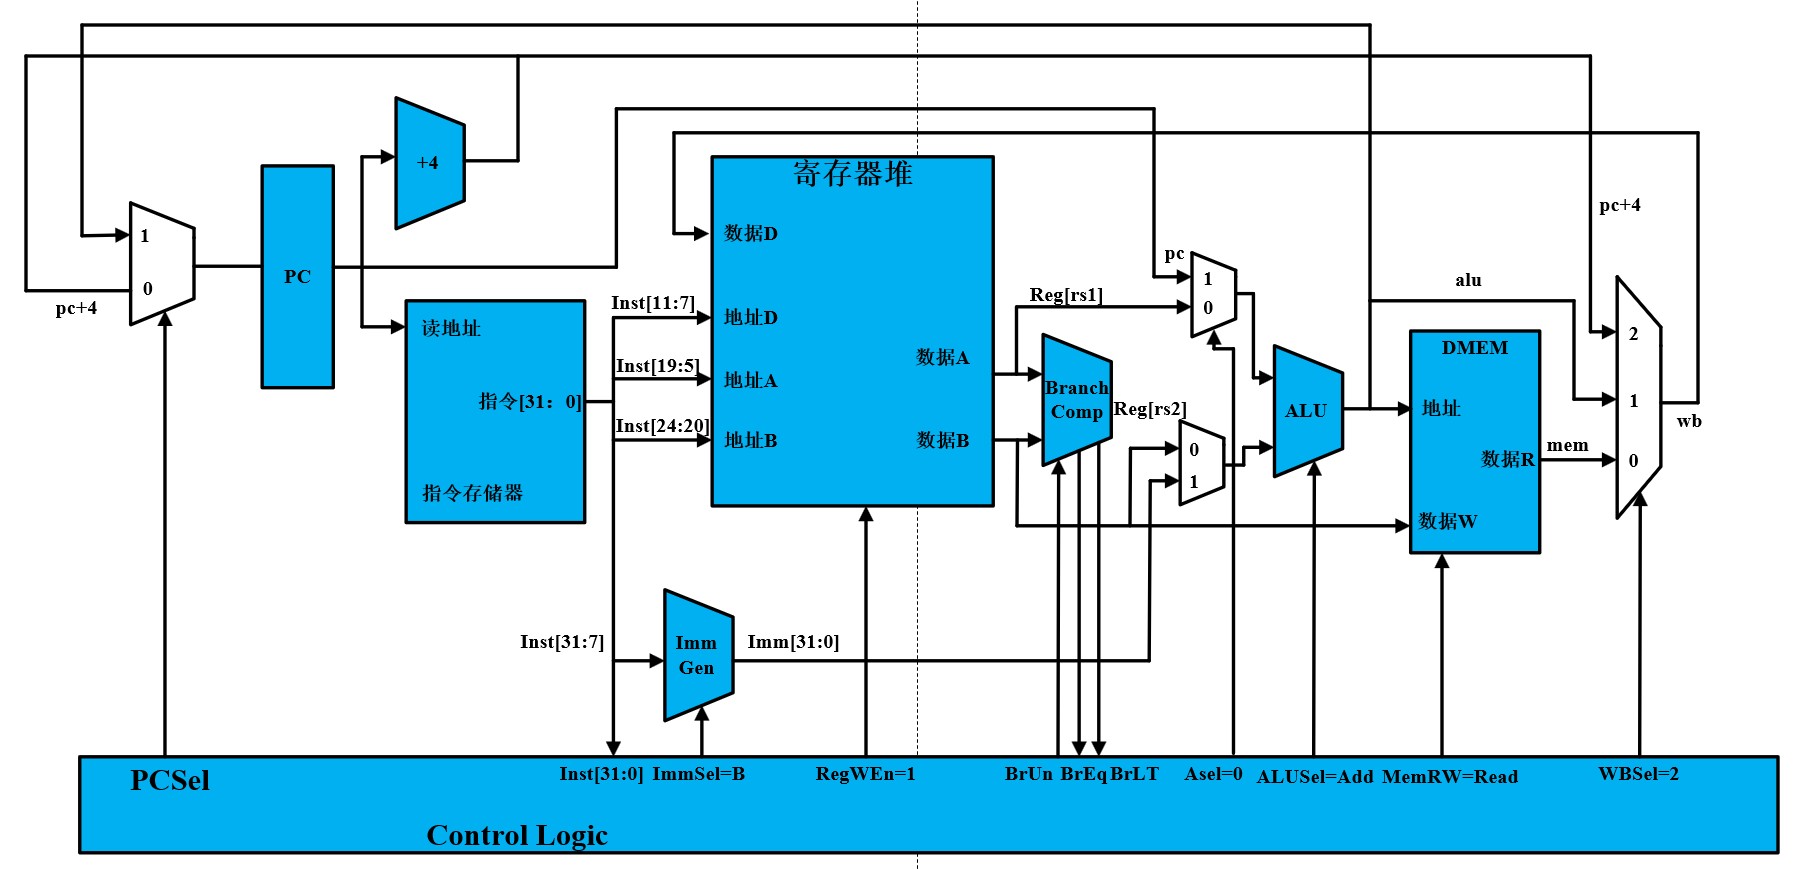 +4
寄存器堆
数据D
pc+4
1
0
pc+4
PC
读地址
指令[31：0]
指令存储器
Inst[11:7]
地址D
Inst[19:5]
地址A
Inst[24:20]
地址B
数据A
数据B
pc
1
0
Reg[rs1]
Branch
Comp
Reg[rs2]
0
1
ALU
alu
DMEM
地址
数据R
数据W
mem
2
1
0
wb
Inst[31:7]
Imm
Gen
Imm[31:0]
PCSel
Inst[31:0]
ImmSel=B
RegWEn=1
BrUn
BrEq
BrLT
Asel=0
ALUSel=Add
MemRW=Read
WBSel=2
Control Logic